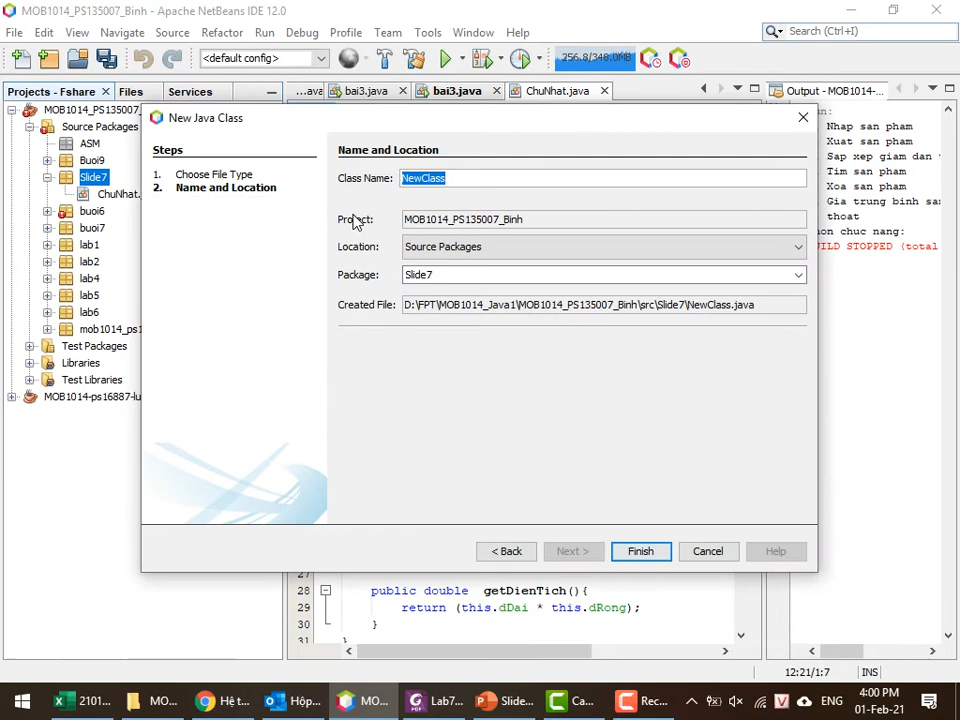 MOB1014_PS135007_Binh - Apache NetBeans IDE 12.0
File Edit View Navigate Source Refactor Run Debug Profile Team Tools Window Help
Search (Ctrl+I)
<default config>
256.8/348.0MB
Projects - Fshare
Files
Services
...ava
bai3.java
bai3.java
ChuNhat.java
Output - MOB1014-...
MOB1014_PS135007_
Source Packages
ASM
Buoi9
Slide7
ChuNhat.
buoi6
buoi7
lab1
lab2
lab4
lab5
lab6
mob1014_ps1
Test Packages
Libraries
Test Libraries
MOB1014-ps16887-lu
New Java Class
Steps
1. Choose File Type
2. Name and Location
Name and Location
Class Name: NewClass
Project: MOB1014_PS135007_Binh
Location: Source Packages
Package: Slide7
Created File: D:\FPT\MOB1014_Java1\MOB1014_PS135007_Binh\src\Slide7\NewClass.java
< Back
Next >
Finish
Cancel
Help
un:
Nhap san pham
Xuat san pham
Sap xep giam dan t
Tim san pham
Xoa san pham
Gia trung binh san
thoat
hon chuc nang:
ILD STOPPED (total
27
28 public double getDienTich(){
29 return (this.dDai * this.dRong);
30 }
31 }
12:21/1:7
INS
2101...
MO...
Hệ t...
Hộp...
MO...
Lab7...
Slide...
Ca...
Rec...
ENG
4:00 PM
01-Feb-21